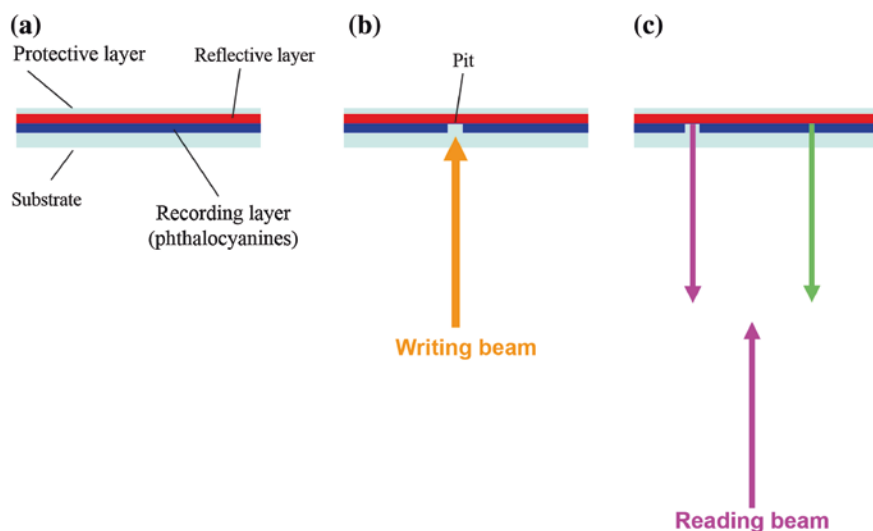 (a)
Protective layer
Reflective layer
Substrate
Recording layer
(phthalocyanines)
(b)
Pit
Writing beam
(c)
Reading beam